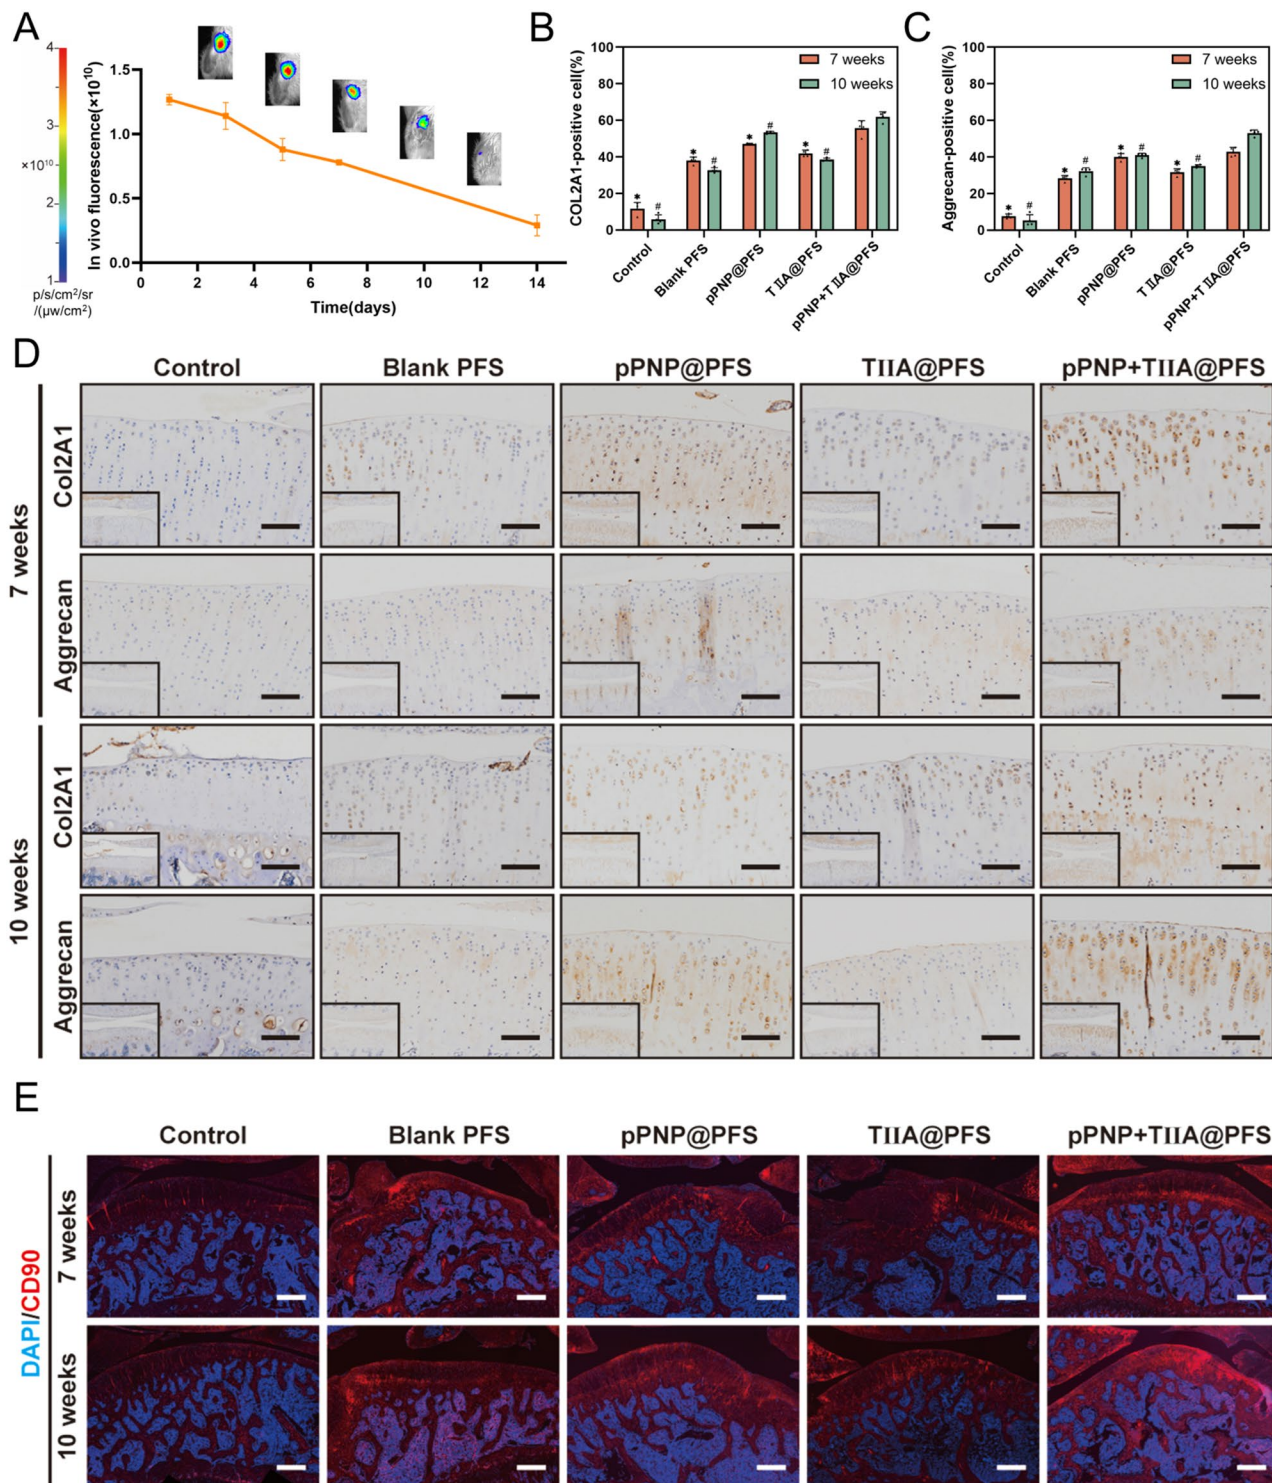 A
4
3
×10¹⁰
2
1
p/s/cm²/sr
/(μw/cm²)
In vivo fluorescence(×10¹⁰)
1.5
1.0
0.5
0.0
0 2 4 6 8 10 12 14
Time(days)
B
COL2A1-positive cell(%)
100
80
60
40
20
0
7 weeks
10 weeks
* # * # * # * #
Control
Blank PFS
pPNP@PFS
TIIA@PFS
pPNP+TIIA@PFS
C
Aggrecan-positive cell(%)
100
80
60
40
20
0
7 weeks
10 weeks
* # * # * # * #
Control
Blank PFS
pPNP@PFS
TIIA@PFS
pPNP+TIIA@PFS
D
Control Blank PFS pPNP@PFS TIIA@PFS pPNP+TIIA@PFS
7 weeks
Col2A1
Aggrecan
10 weeks
Col2A1
Aggrecan
E
Control Blank PFS pPNP@PFS TIIA@PFS pPNP+TIIA@PFS
DAPI/CD90
7 weeks
10 weeks